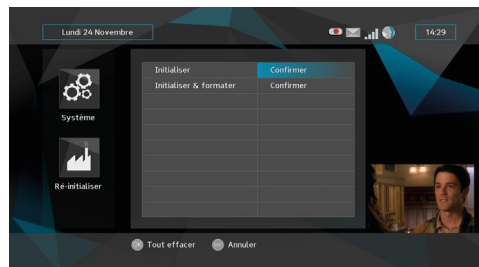 Lundi 24 Novembre
14:29
Système
Ré-initialiser
Initialiser Confirmer
Initialiser & formater Confirmer
Tout effacer Annuler